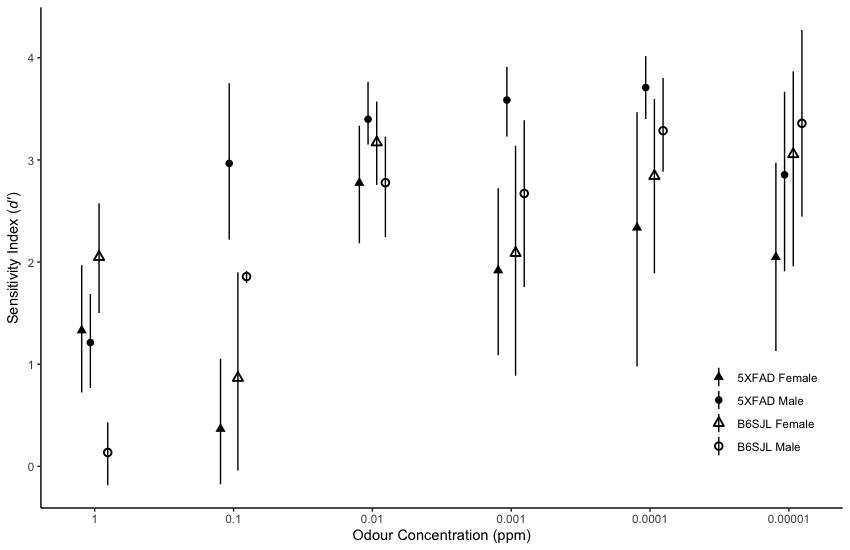 4
3
2
1
0
Sensitivity Index (d′)
5XFAD Female
5XFAD Male
B6SJL Female
B6SJL Male
1 0.1 0.01 0.001 0.0001 0.00001
Odour Concentration (ppm)